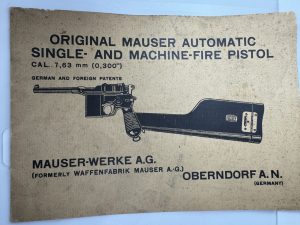 ORIGINAL MAUSER AUTOMATIC
SINGLE- AND MACHINE-FIRE PISTOL
CAL. 7,63 mm (0,300")
GERMAN AND FOREIGN PATENTS
MAUSER-WERKE A.G.
(FORMERLY WAFFENFABRIK MAUSER A.-G.)
OBERNDORF A.N.
(GERMANY)